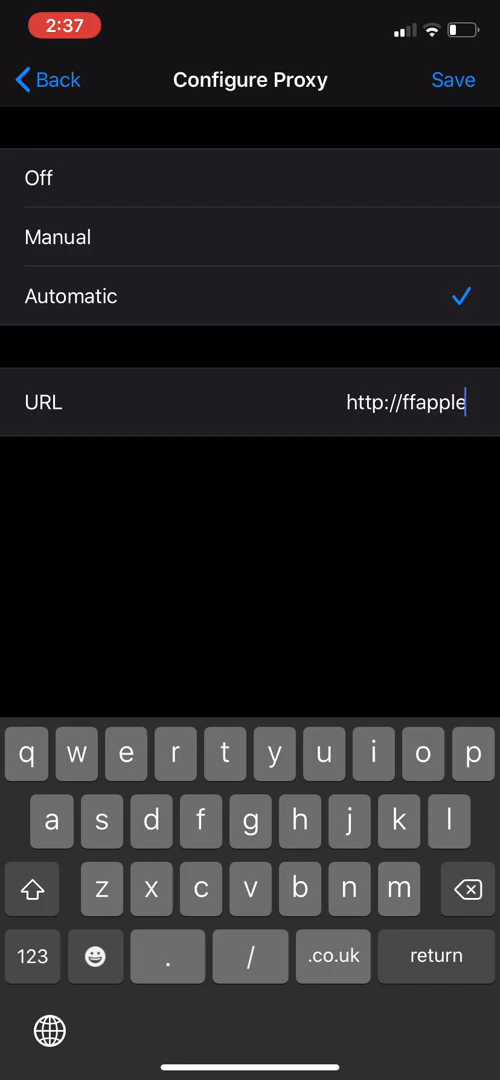 2:37
Back Configure Proxy Save
Off
Manual
Automatic
URL http://ffapple
q w e r t y u i o p
a s d f g h j k l
z x c v b n m
123 . / .co.uk return